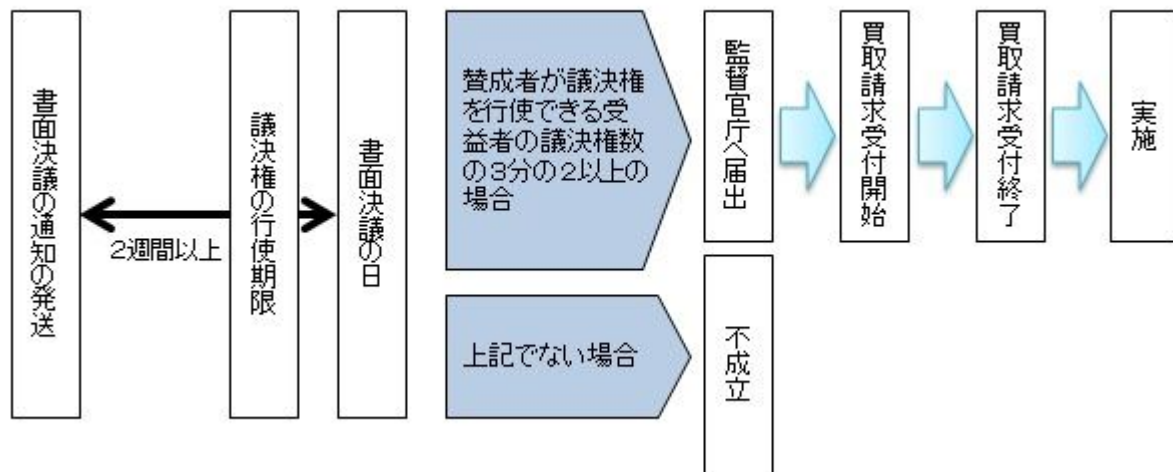 書面決議の通知の発送
2週間以上
議決権の行使期限
書面決議の日
賛成者が議決権
を行使できる受
益者の議決権数
の3分の2以上の
場合
監督官庁へ届出
買取請求受付開始
買取請求受付終了
実施
上記でない場合
不成立